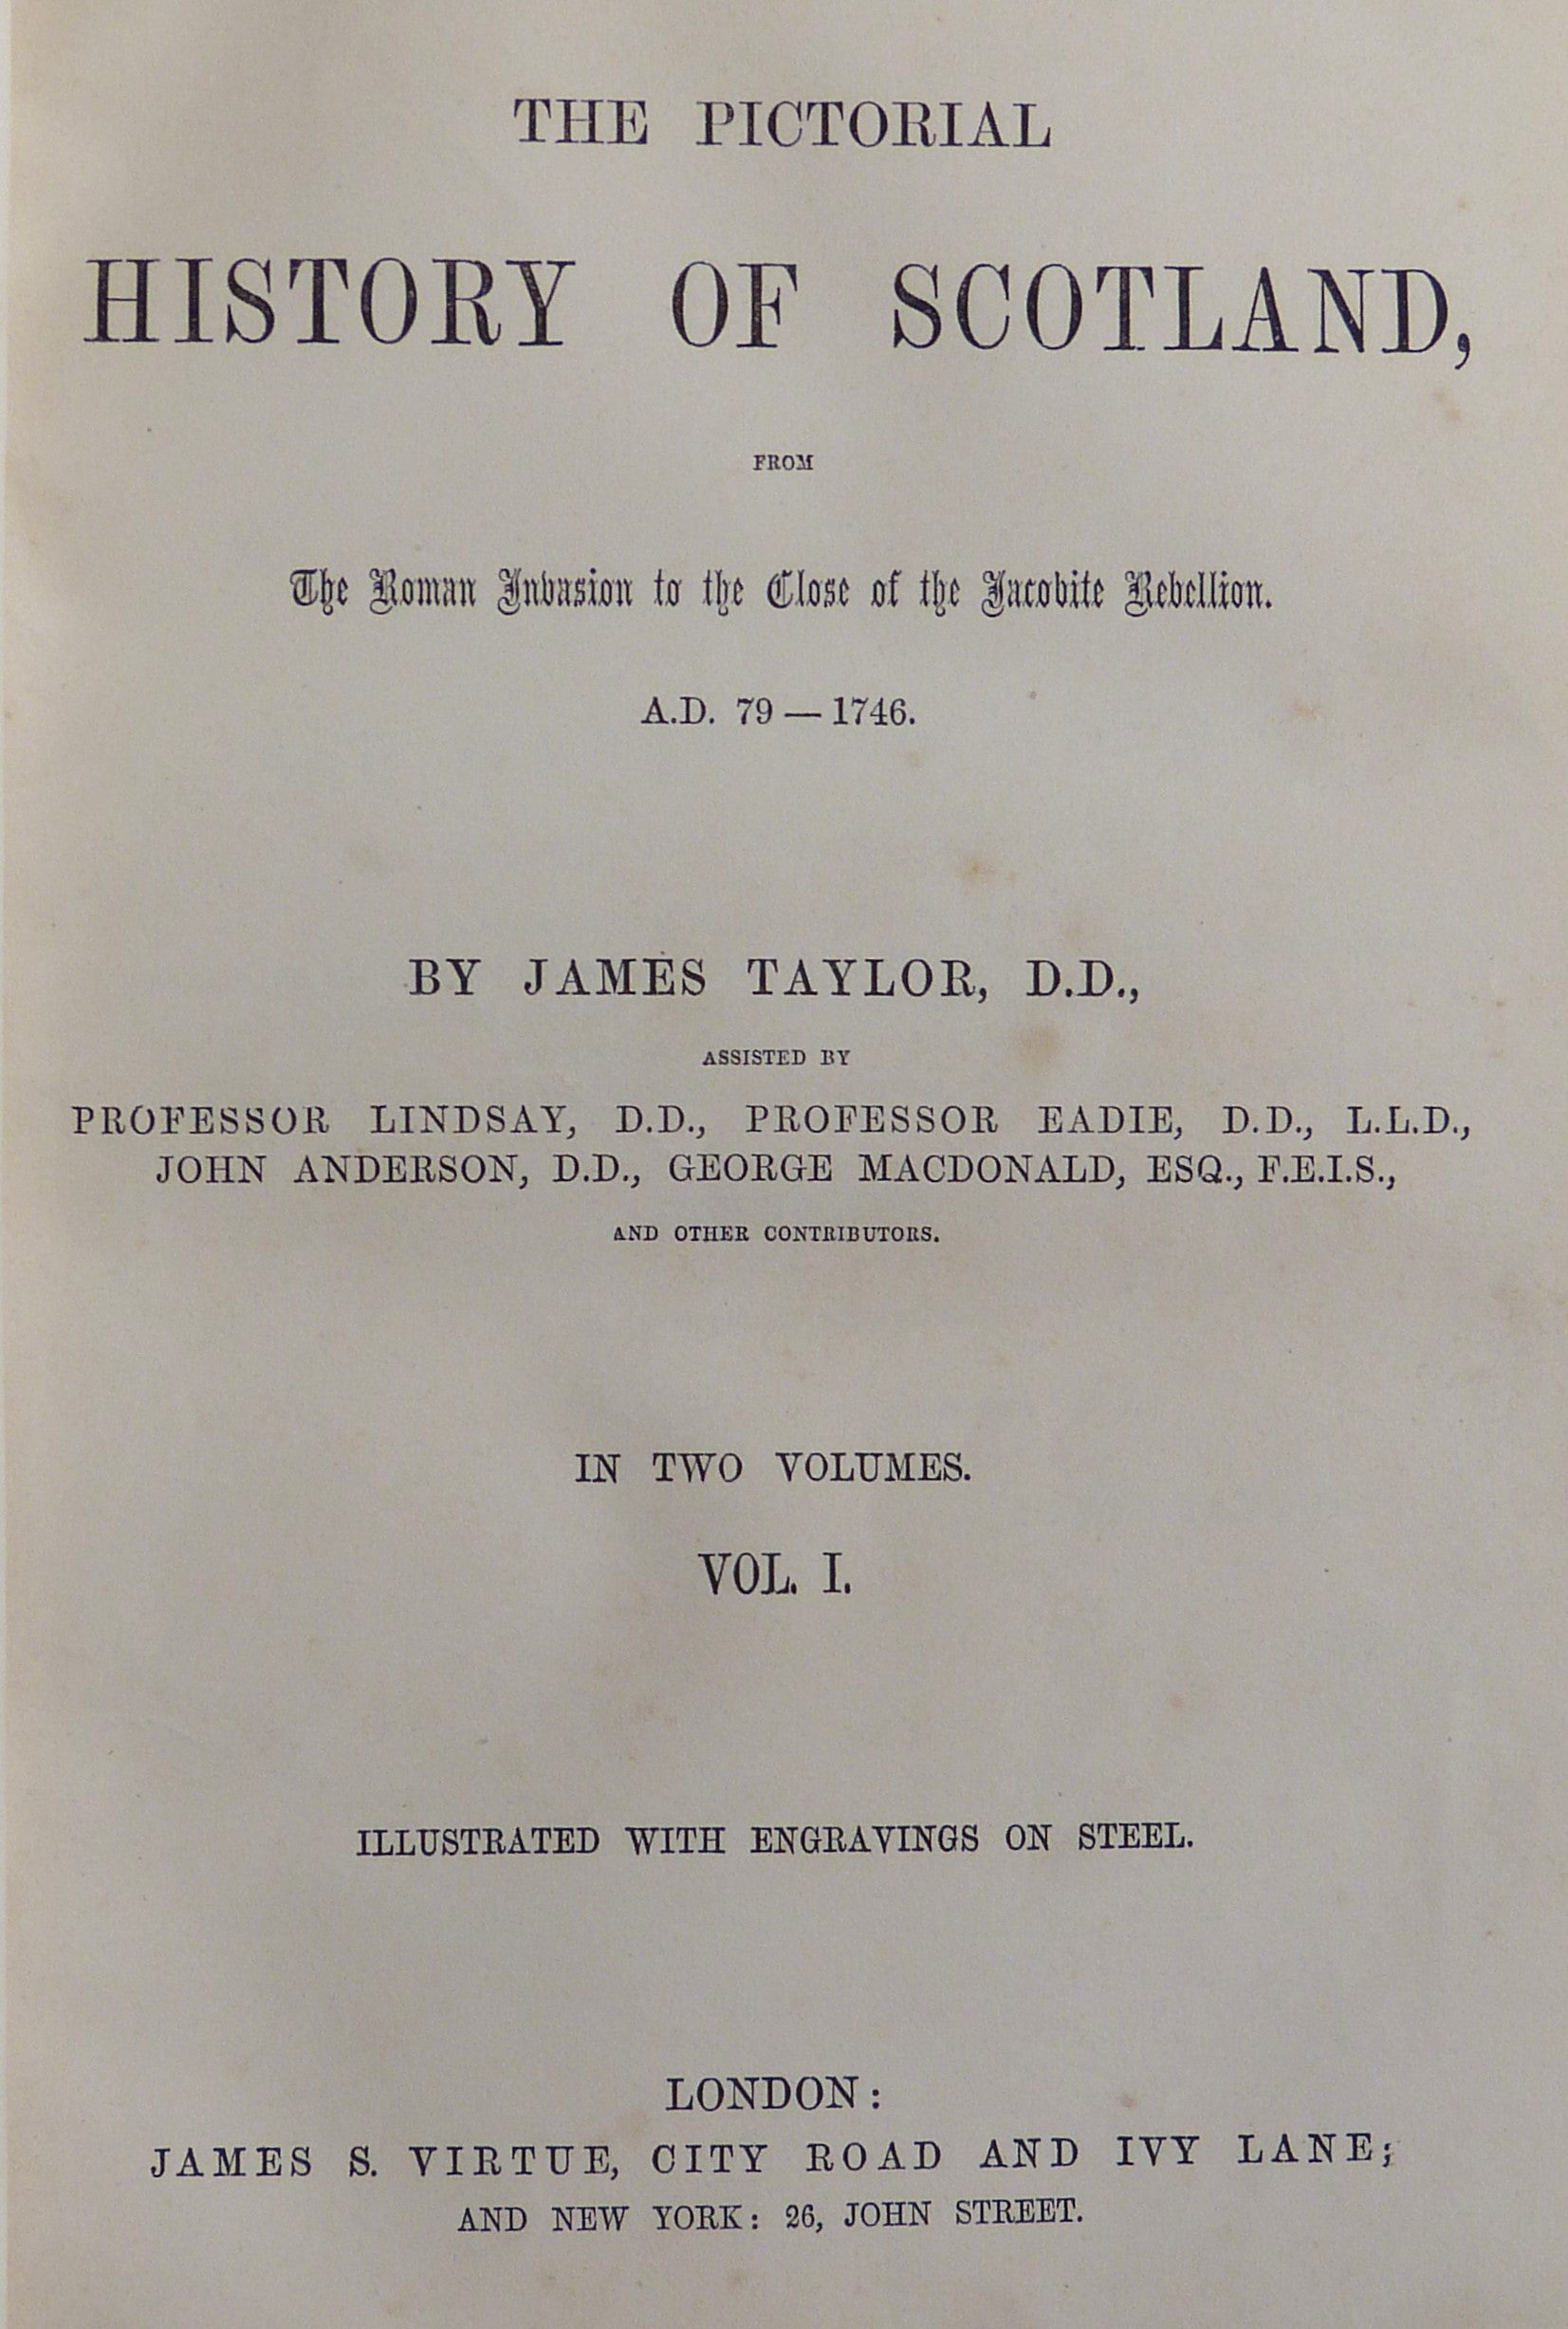 THE PICTORIAL
HISTORY OF SCOTLAND,
FROM
The Roman Invasion to the Close of the Jacobite Rebellion.
A.D. 79 — 1746.
BY JAMES TAYLOR, D.D.,
ASSISTED BY
PROFESSOR LINDSAY, D.D., PROFESSOR EADIE, D.D., L.L.D.,
JOHN ANDERSON, D.D., GEORGE MACDONALD, ESQ., F.E.I.S.,
AND OTHER CONTRIBUTORS.
IN TWO VOLUMES.
VOL. I.
ILLUSTRATED WITH ENGRAVINGS ON STEEL.
LONDON:
JAMES S. VIRTUE, CITY ROAD AND IVY LANE;
AND NEW YORK: 26, JOHN STREET.